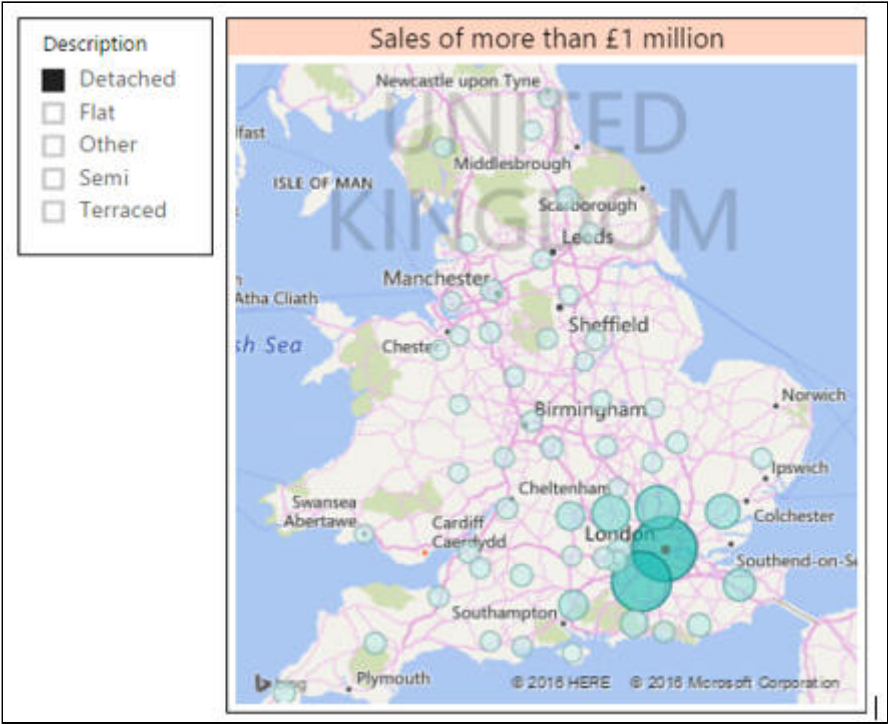 Description
Detached
Flat
Other
Semi
Terraced
Sales of more than £1 million
Newcastle upon Tyne
UNITED
lfast
Middlesbrough
ISLE OF MAN
KINGDOM
Scarborough
Leeds
Manchester
Atha Cliath
Sheffield
sh Sea
Chester
Norwich
Birmingham
Ipswich
Swansea
Abertawe
Cheltenham
Colchester
Cardiff
Caerdydd
London
Southend-on-Se
Southampton
Plymouth
bing
© 2016 HERE © 2016 Microsoft Corporation